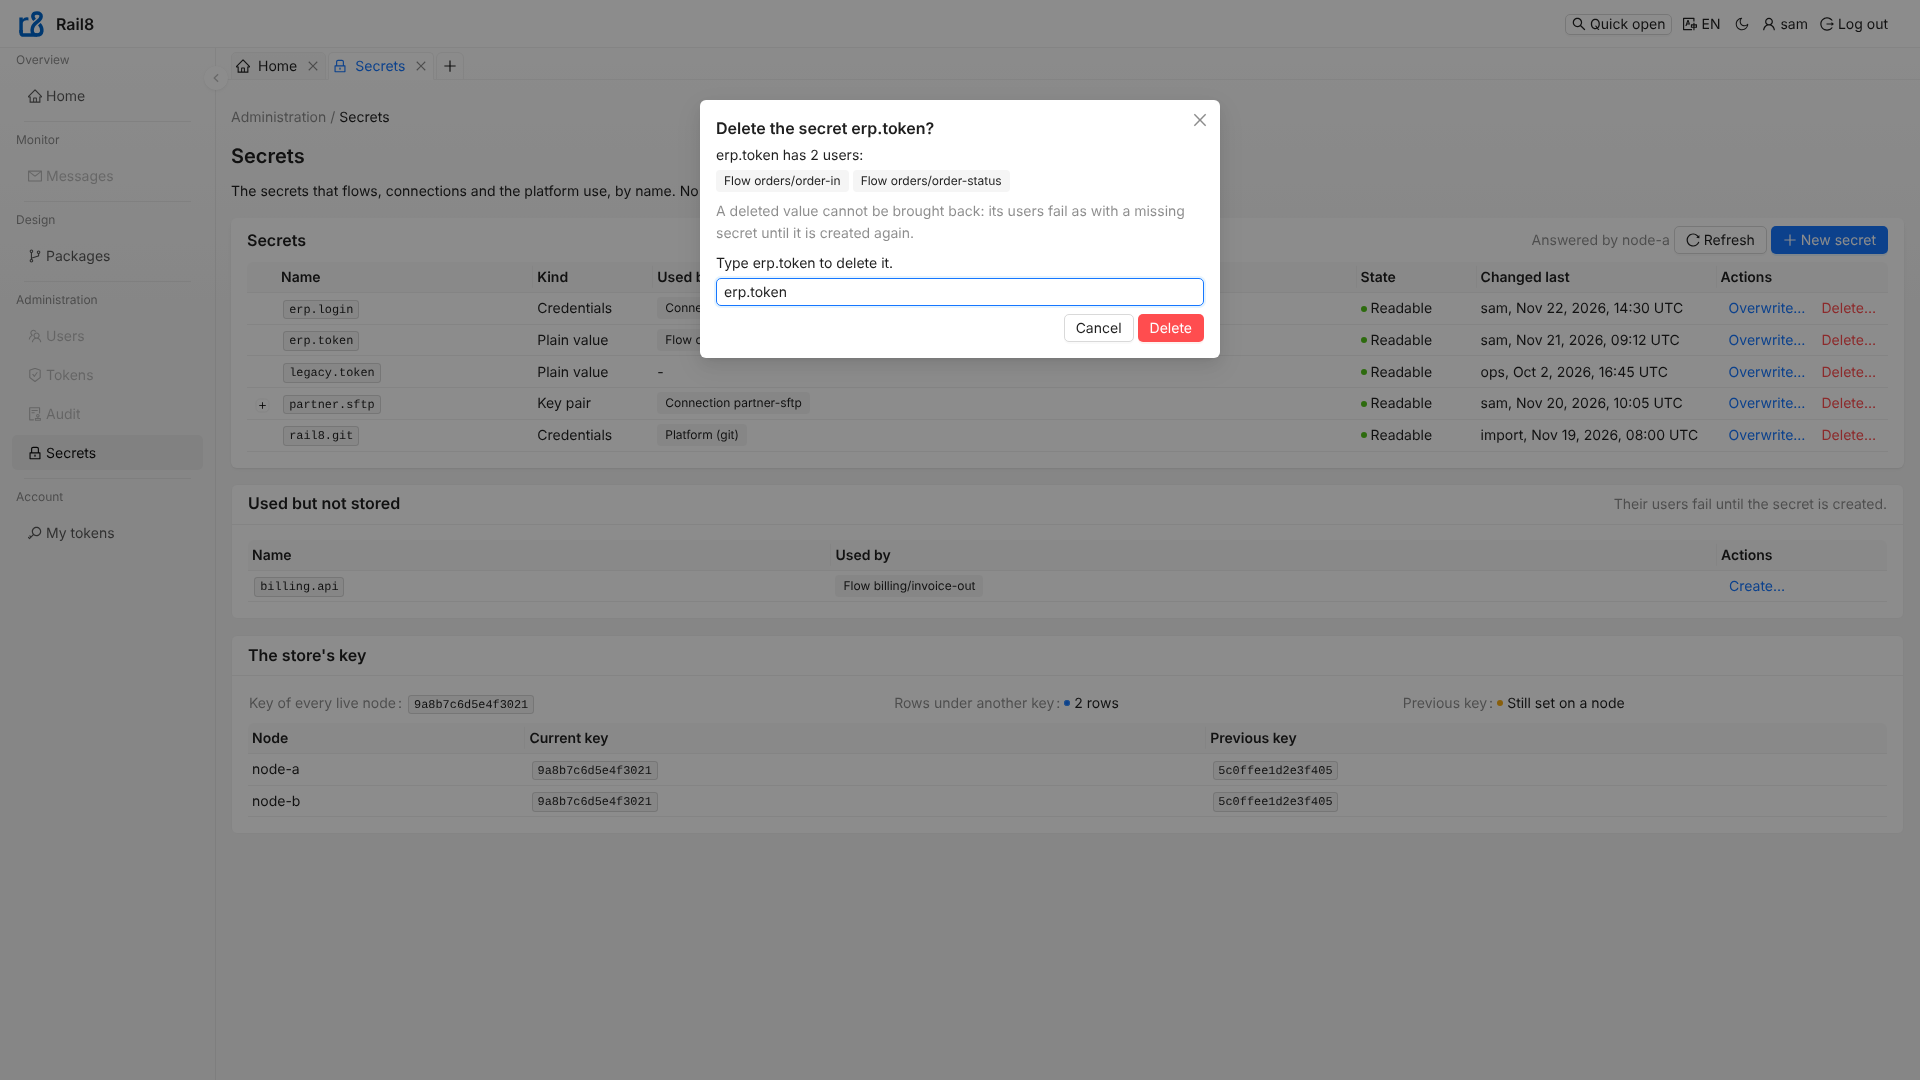 r8 Rail8
Quick open EN sam Log out
Overview
Home
Monitor
Messages
Design
Packages
Administration
Users
Tokens
Audit
Secrets
Account
My tokens
Home Secrets
Administration / Secrets
Secrets
The secrets that flows, connections and the platform use, by name. No
Secrets
Answered by node-a Refresh New secret
Name Kind Used State Changed last Actions
erp.login Credentials Conne Readable sam, Nov 22, 2026, 14:30 UTC Overwrite... Delete...
erp.token Plain value Flow Readable sam, Nov 21, 2026, 09:12 UTC Overwrite... Delete...
legacy.token Plain value - Readable ops, Oct 2, 2026, 16:45 UTC Overwrite... Delete...
+ partner.sftp Key pair Connection partner-sftp Readable sam, Nov 20, 2026, 10:05 UTC Overwrite... Delete...
rail8.git Credentials Platform (git) Readable import, Nov 19, 2026, 08:00 UTC Overwrite... Delete...
Delete the secret erp.token?
erp.token has 2 users:
Flow orders/order-in Flow orders/order-status
A deleted value cannot be brought back: its users fail as with a missing
secret until it is created again.
Type erp.token to delete it.
erp.token
Cancel Delete
Used but not stored Their users fail until the secret is created.
Name Used by Actions
billing.api Flow billing/invoice-out Create...
The store's key
Key of every live node: 9a8b7c6d5e4f3021 Rows under another key: 2 rows Previous key: Still set on a node
Node Current key Previous key
node-a 9a8b7c6d5e4f3021 5c0ffee1d2e3f405
node-b 9a8b7c6d5e4f3021 5c0ffee1d2e3f405